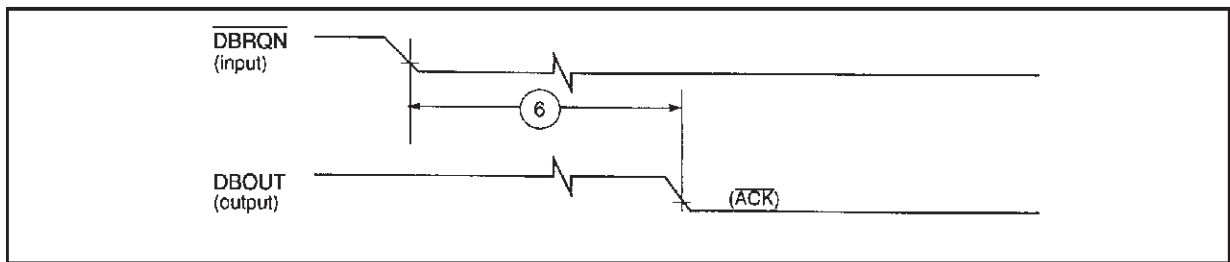 DBRQN
(input)
6
DBOUT
(output)
(ACK)